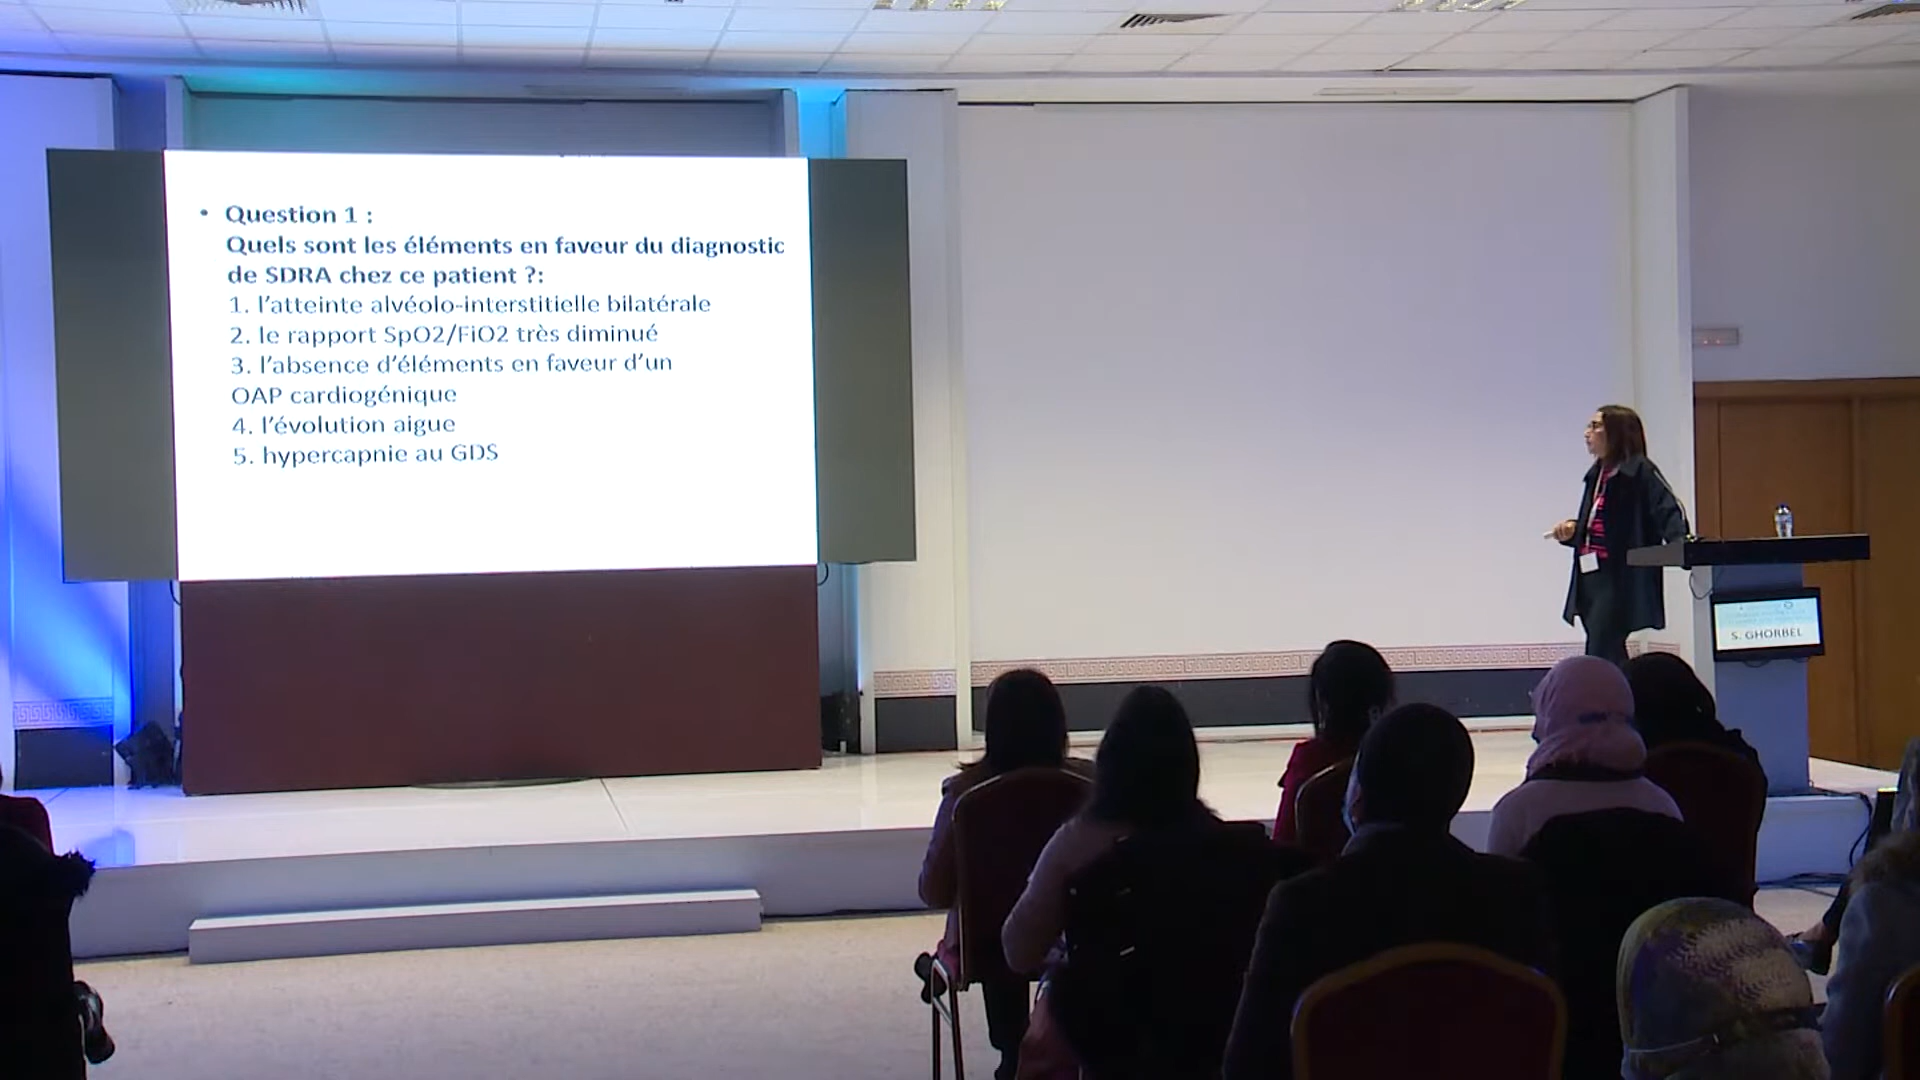 • Question 1 :
Quels sont les éléments en faveur du diagnostic
de SDRA chez ce patient ?:
1. l’atteinte alvéolo-interstitielle bilatérale
2. le rapport SpO2/FiO2 très diminué
3. l’absence d’éléments en faveur d’un
OAP cardiogénique
4. l’évolution aigue
5. hypercapnie au GDS
S. GHORBEL